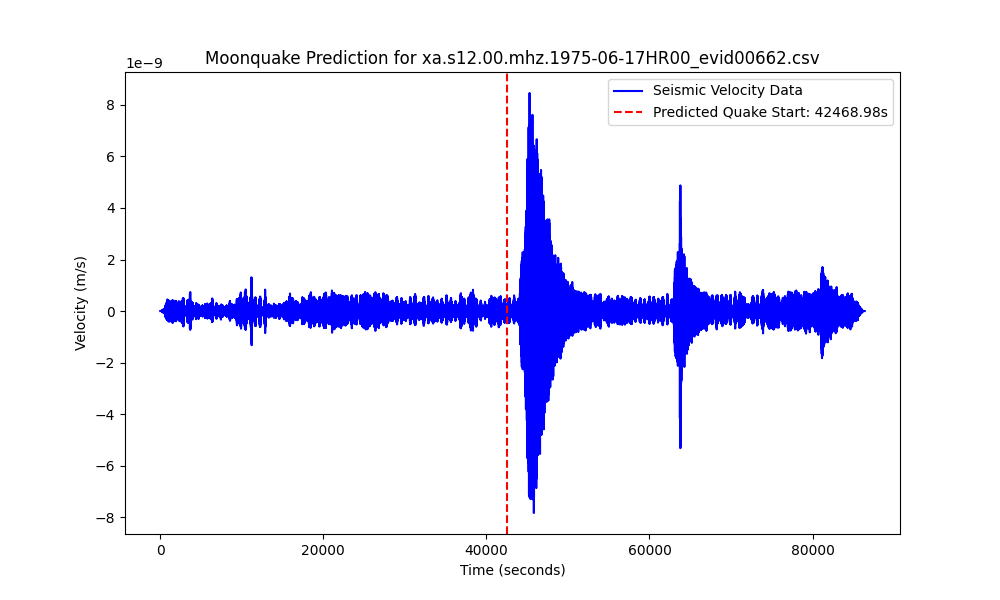 Moonquake Prediction for xa.s12.00.mhz.1975-06-17HR00_evid00662.csv
1e−9
Seismic Velocity Data
Predicted Quake Start: 42468.98s
8
6
4
2
0
−2
−4
−6
−8
Velocity (m/s)
0 20000 40000 60000 80000
Time (seconds)